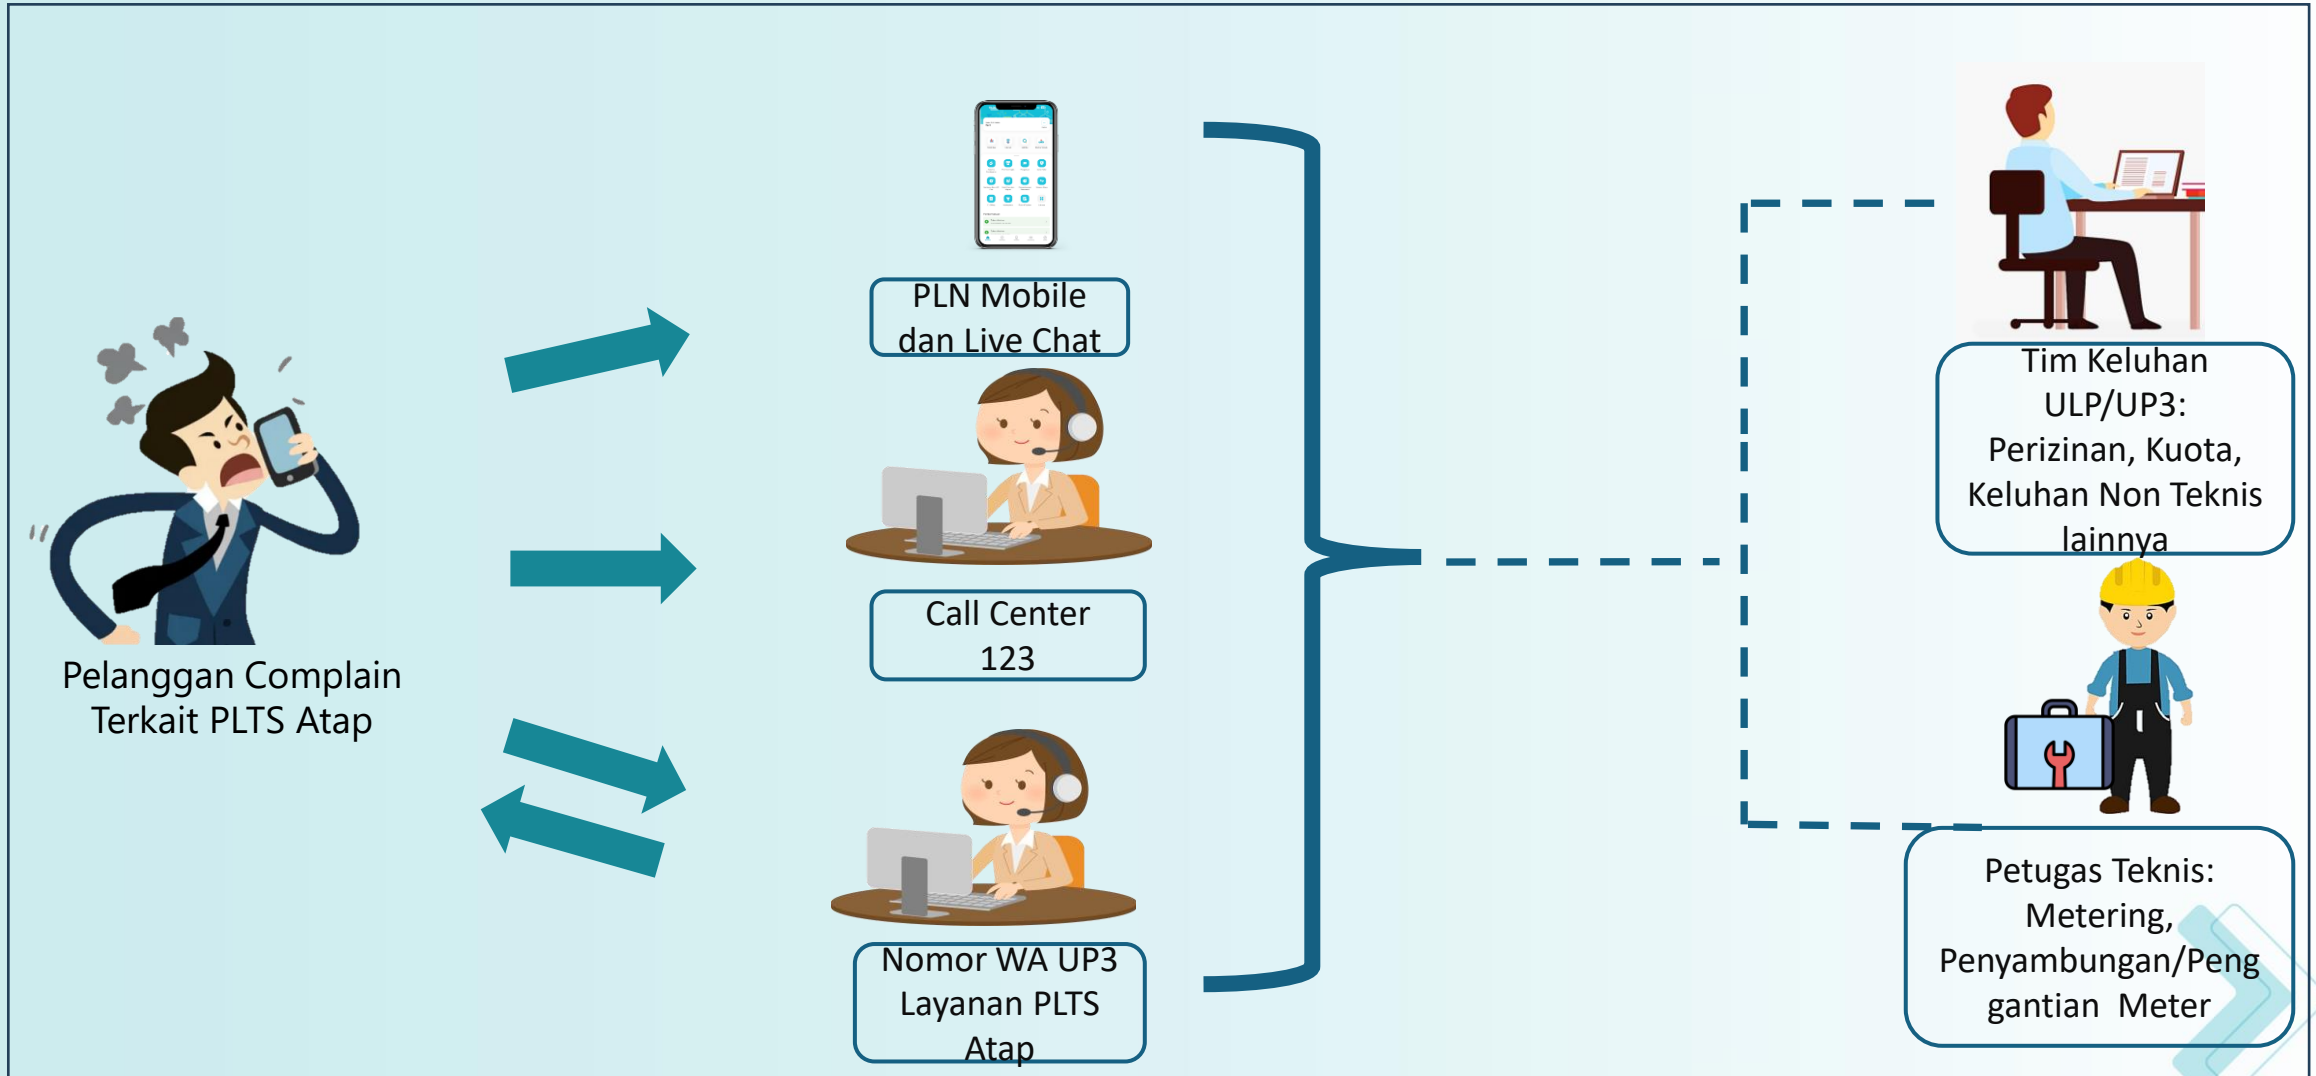 Pelanggan Complain
Terkait PLTS Atap
PLN Mobile
dan Live Chat
Call Center
123
Nomor WA UP3
Layanan PLTS
Atap
Tim Keluhan
ULP/UP3:
Perizinan, Kuota,
Keluhan Non Teknis
lainnya
Petugas Teknis:
Metering,
Penyambungan/Peng
gantian Meter